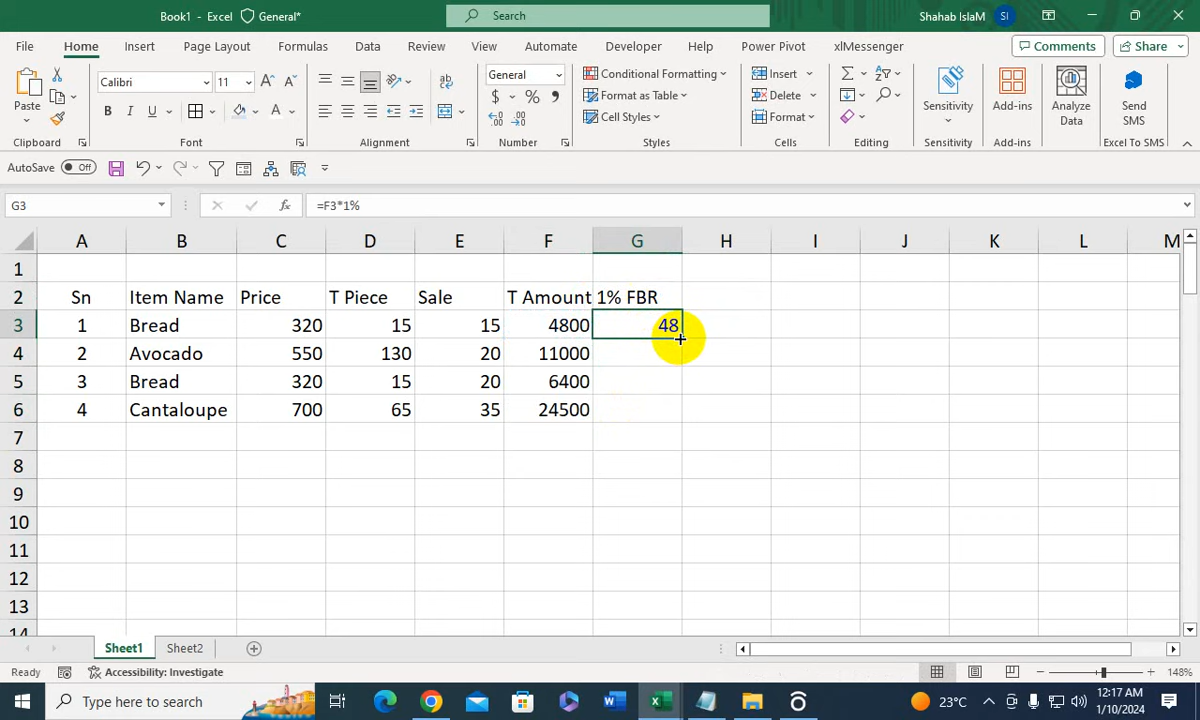 Book1 - Excel General*
Search
Shahab IslaM SI
File Home Insert Page Layout Formulas Data Review View Automate Developer Help Power Pivot xlMessenger Comments Share
Paste
Calibri 11
B I U A
ab
General
$ % ,
Conditional Formatting
Format as Table
Cell Styles
Insert
Delete
Format
Sensitivity
Add-ins
Analyze
Data
Send
SMS
Clipboard Font Alignment Number Styles Cells Editing Sensitivity Add-ins Excel To SMS
AutoSave Off
G3 fx =F3*1%
A B C D E F G H I J K L M
1
2 Sn Item Name Price T Piece Sale T Amount 1% FBR
3 1 Bread 320 15 15 4800 48
4 2 Avocado 550 130 20 11000
5 3 Bread 320 15 20 6400
6 4 Cantaloupe 700 65 35 24500
7
8
9
10
11
12
13
14
Sheet1 Sheet2
Ready Accessibility: Investigate 148%
Type here to search 23°C 12:17 AM
1/10/2024